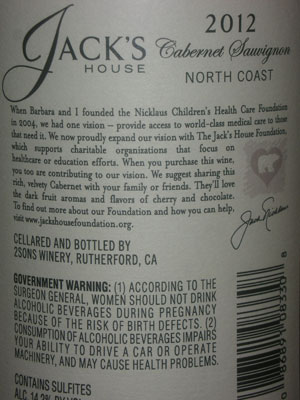 JACK'S
HOUSE
2012
Cabernet Sauvignon
NORTH COAST
When Barbara and I founded the Nicklaus Children's Health Care Foundation
in 2004, we had one vision – provide access to world-class medical care to those
that need it. We now expand our vision with The Jack's House Foundation,
which supports charitable organizations that focus on
healthcare or education efforts. When you purchase this wine,
you too are contributing to our vision. We suggest sharing this
rich, velvety Cabernet with your family or friends. They'll love
the dark fruit aromas and flavors of cherry and chocolate.
To find out more about our Foundation and how you can help,
visit www.jackshousefoundation.org.
CELLARED AND BOTTLED BY
2SONS WINERY, RUTHERFORD, CA
GOVERNMENT WARNING: (1) ACCORDING TO THE
SURGEON GENERAL, WOMEN SHOULD NOT DRINK
ALCOHOLIC BEVERAGES DURING PREGNANCY
BECAUSE OF THE RISK OF BIRTH DEFECTS. (2)
CONSUMPTION OF ALCOHOLIC BEVERAGES IMPAIRS
YOUR ABILITY TO DRIVE A CAR OR OPERATE
MACHINERY, AND MAY CAUSE HEALTH PROBLEMS.
CONTAINS SULFITES